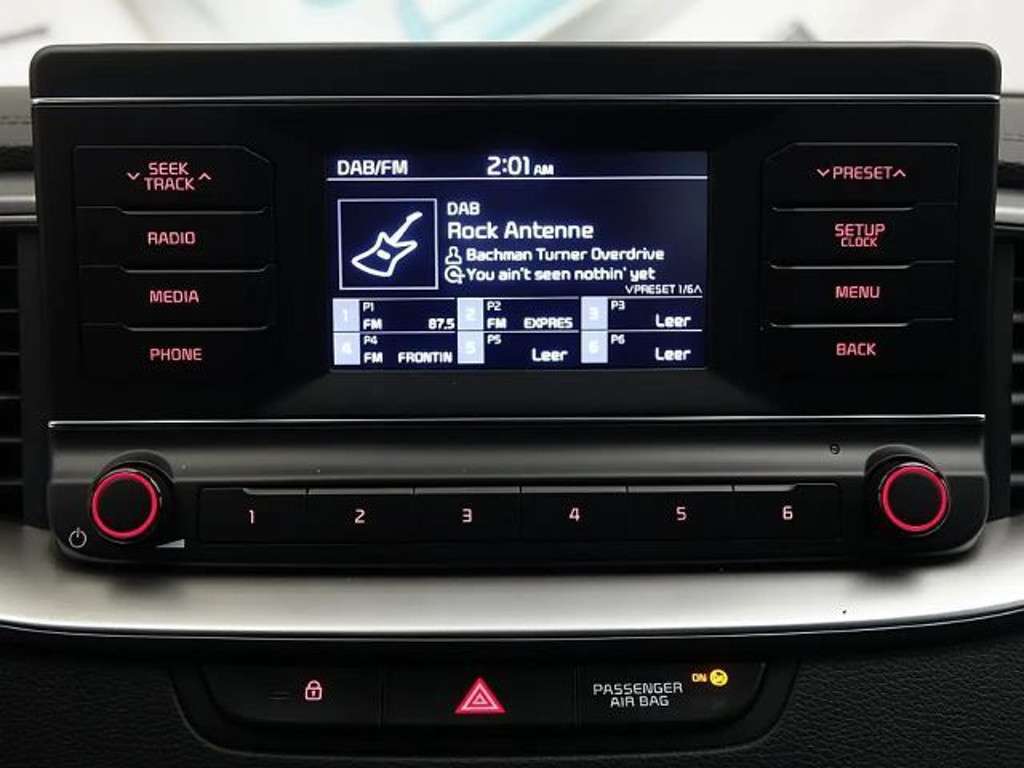 SEEK
TRACK
RADIO
MEDIA
PHONE
DAB/FM 2:01 AM
DAB
Rock Antenne
Bachman Turner Overdrive
You ain't seen nothin' yet
PRESET 1/6
1 P1 FM 87.5
2 P2 FM EXPRES
3 P3 Leer
4 P4 FM FRONTIN
5 P5 Leer
6 P6 Leer
PRESET
SETUP
CLOCK
MENU
BACK
1 2 3 4 5 6
PASSENGER
AIR BAG
ON